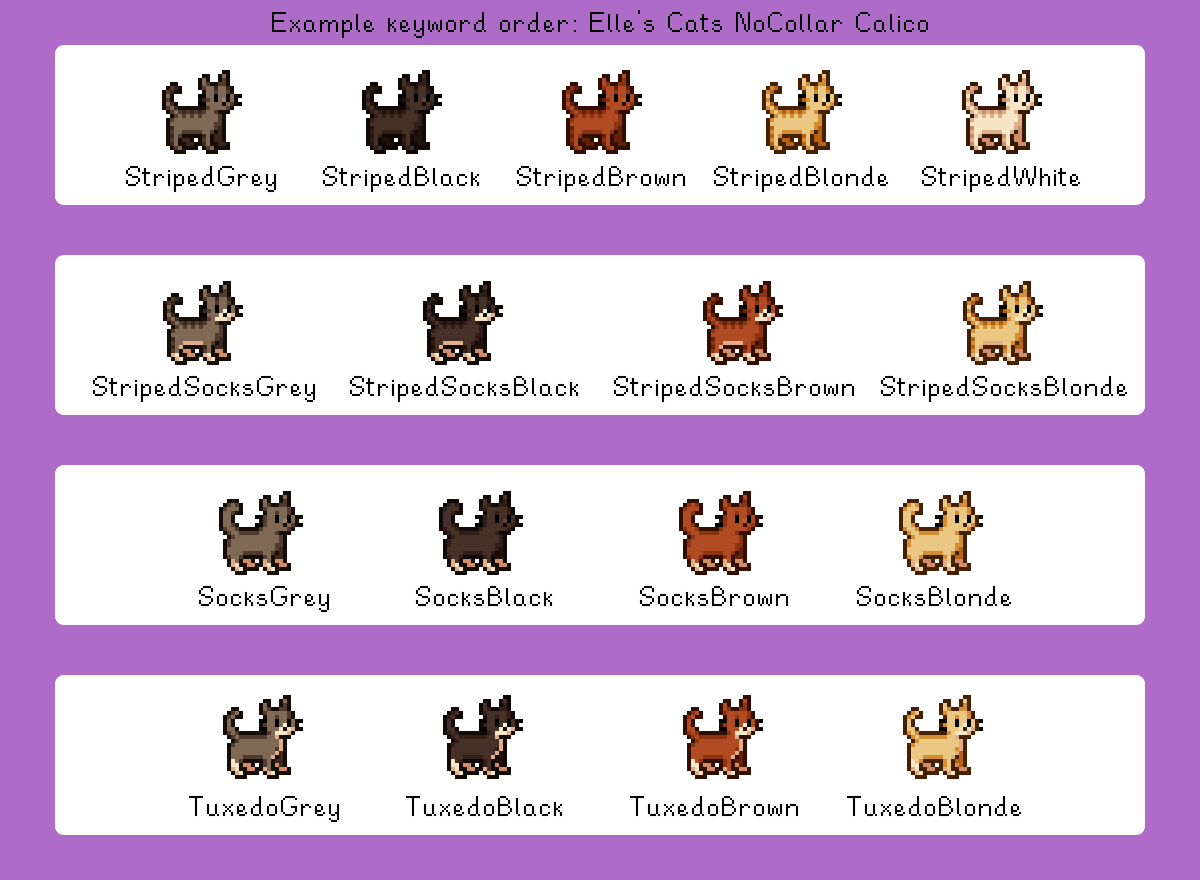 Example keyword order: Elle's Cats NoCollar Calico
StripedGrey StripedBlack StripedBrown StripedBlonde StripedWhite
StripedSocksGrey StripedSocksBlack StripedSocksBrown StripedSocksBlonde
SocksGrey SocksBlack SocksBrown SocksBlonde
TuxedoGrey TuxedoBlack TuxedoBrown TuxedoBlonde